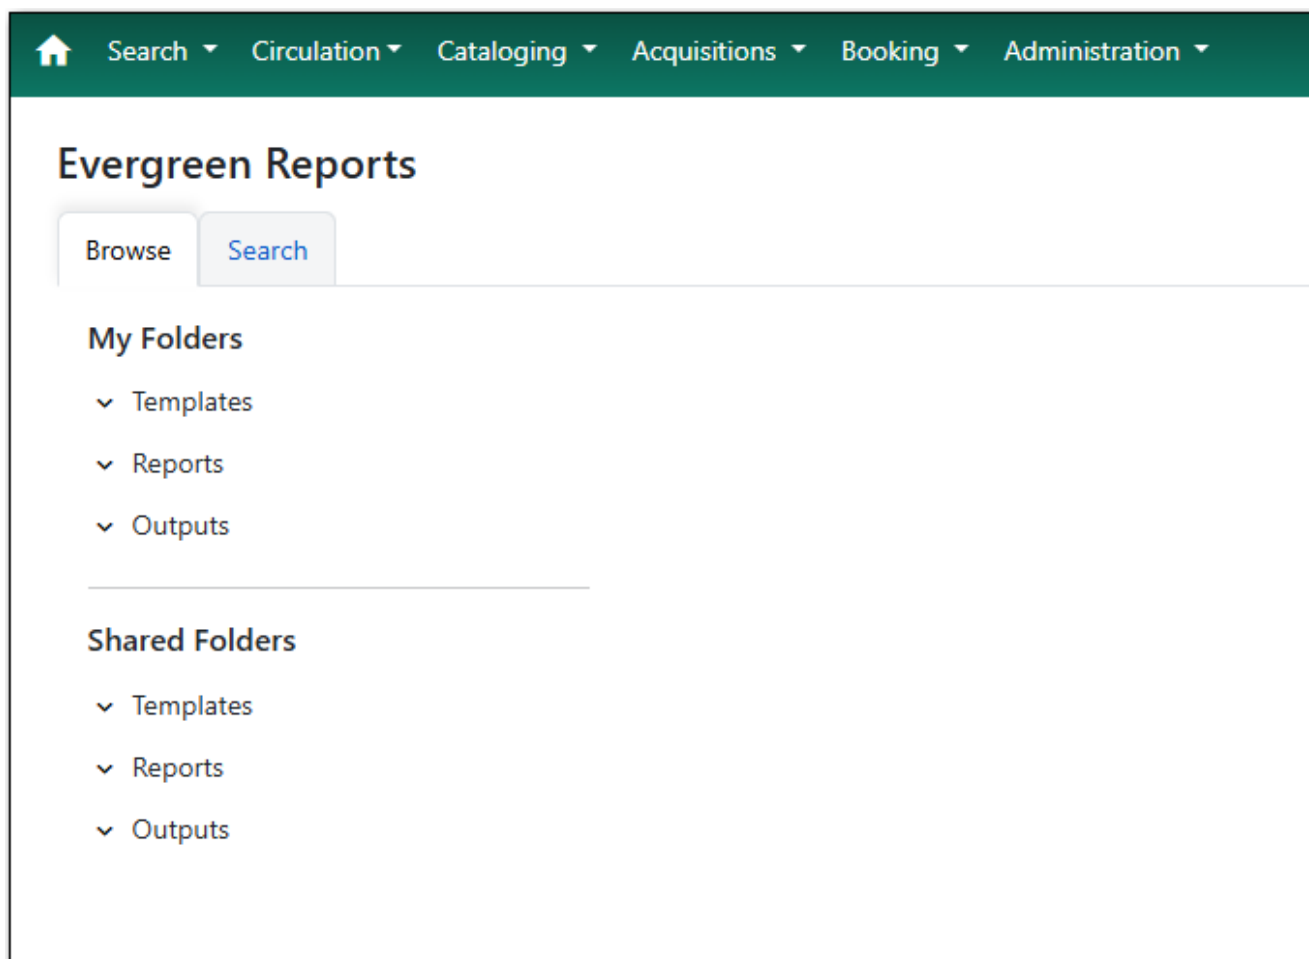 Search Circulation Cataloging Acquisitions Booking Administration
Evergreen Reports
Browse Search
My Folders
Templates
Reports
Outputs
Shared Folders
Templates
Reports
Outputs